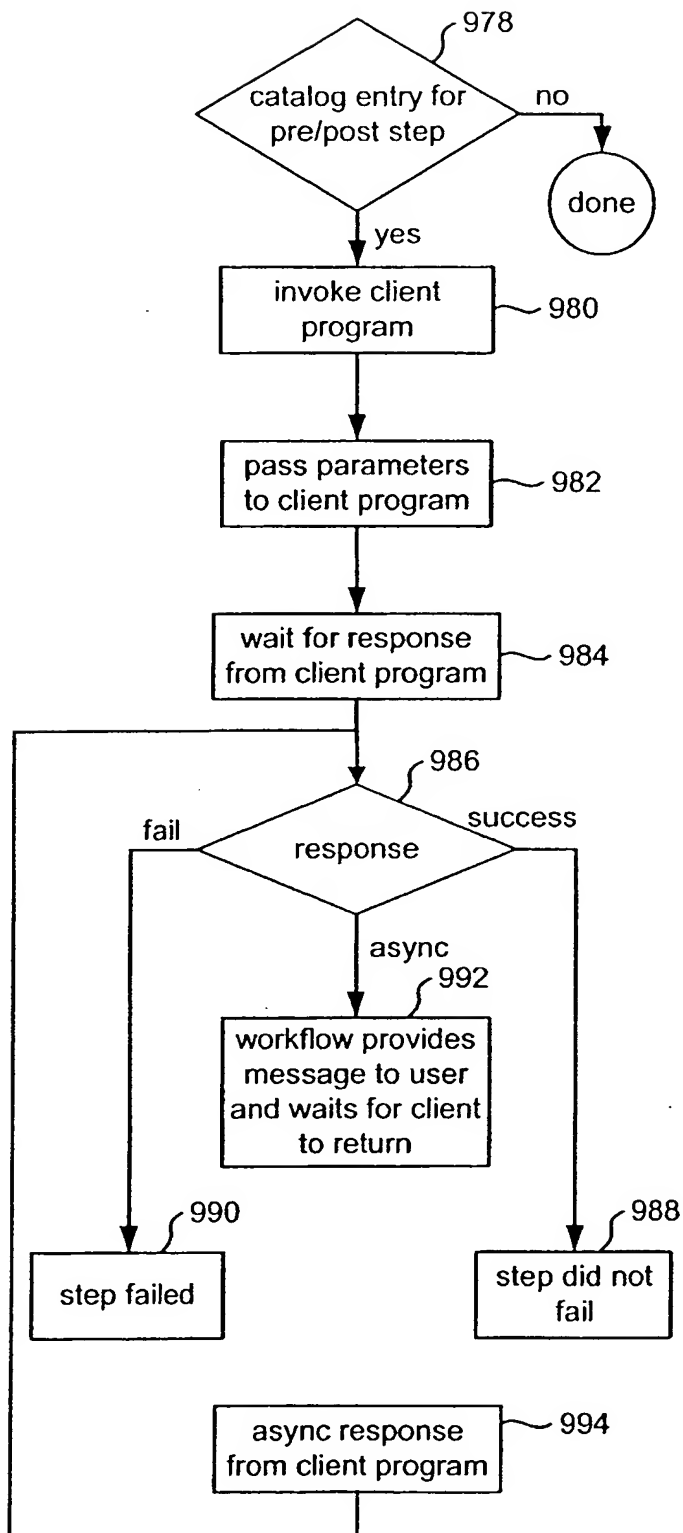 978
catalog entry for
pre/post step
no
done
yes
invoke client
program
980
pass parameters
to client program
982
wait for response
from client program
984
986
fail
response
success
async
992
workflow provides
message to user
and waits for client
to return
990
step failed
988
step did not
fail
async response
from client program
994